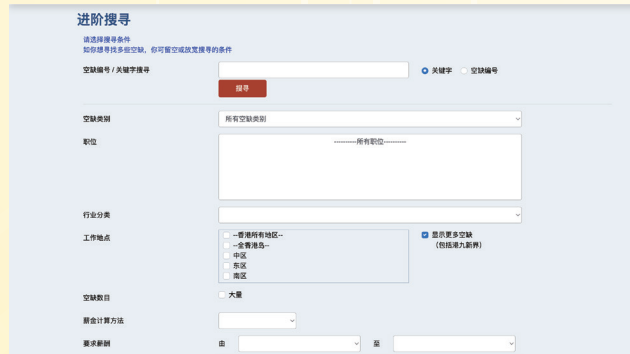 进阶搜寻
请选择搜寻条件
如你想寻找多些空缺，你可留空或放宽搜寻的条件
空缺编号 / 关键字搜寻
关键字 空缺编号
搜寻
空缺类别 所有空缺类别
职位 ----------所有职位----------
行业分类
工作地点 --香港所有地区-- 显示更多空缺
--全香港岛-- （包括港九新界）
中区
东区
南区
空缺数目 大量
薪金计算方法
要求薪酬 由 至